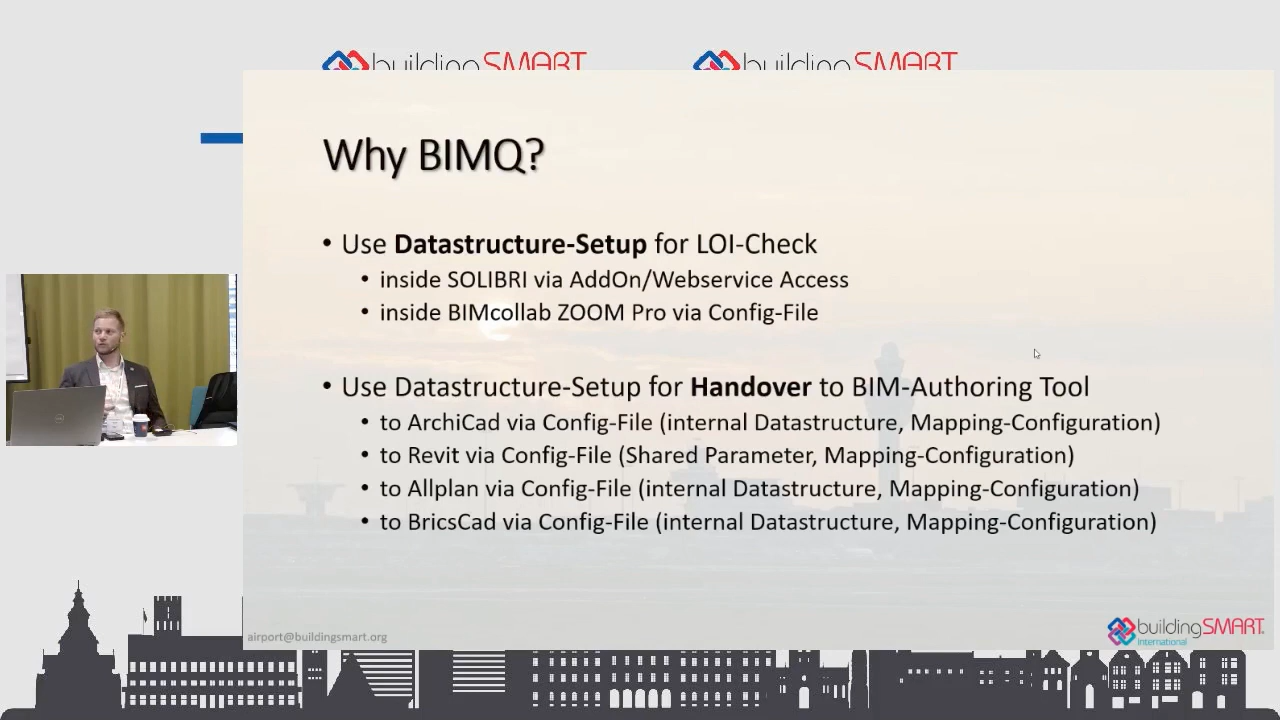 buildingSMART buildingSMART
Why BIMQ?
• Use Datastructure-Setup for LOI-Check
• inside SOLIBRI via AddOn/Webservice Access
• inside BIMcollab ZOOM Pro via Config-File
• Use Datastructure-Setup for Handover to BIM-Authoring Tool
• to ArchiCad via Config-File (internal Datastructure, Mapping-Configuration)
• to Revit via Config-File (Shared Parameter, Mapping-Configuration)
• to Allplan via Config-File (internal Datastructure, Mapping-Configuration)
• to BricsCad via Config-File (internal Datastructure, Mapping-Configuration)
airport@buildingsmart.org
buildingSMART
International